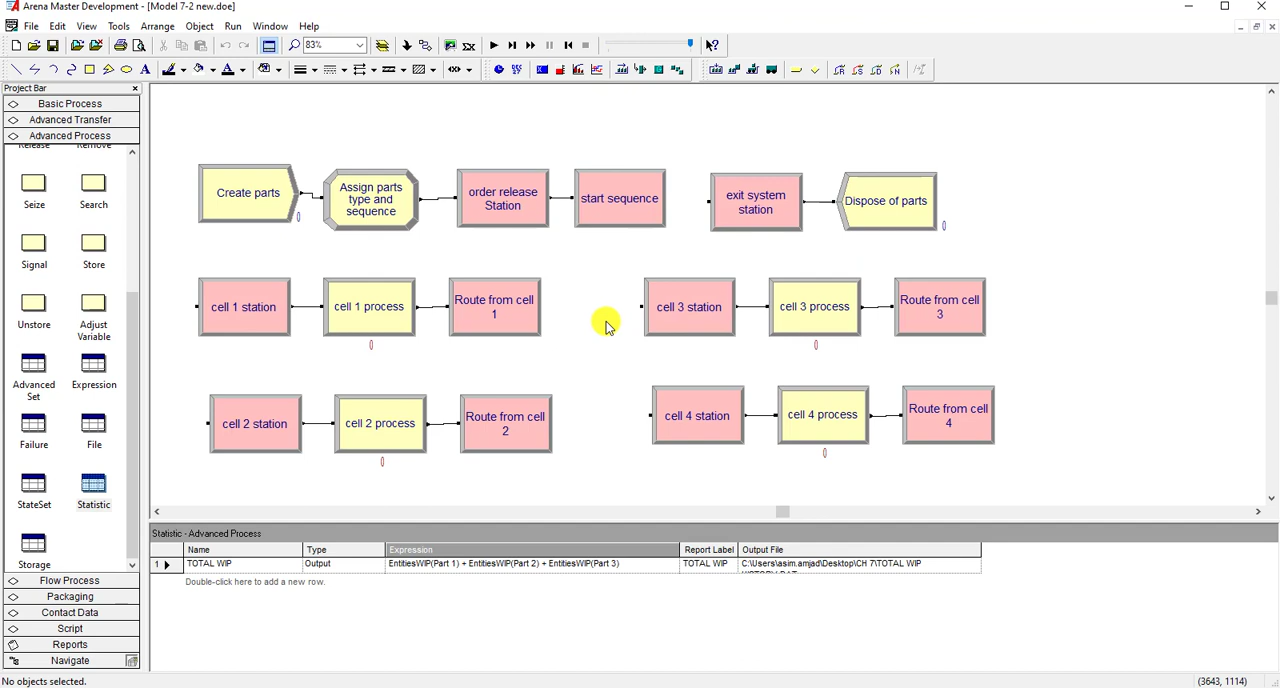 Arena Master Development - [Model 7-2 new.doe]
File Edit View Tools Arrange Object Run Window Help
83%
Project Bar
Basic Process
Advanced Transfer
Advanced Process
Release Remove
Seize Search
Signal Store
Unstore Adjust Variable
Advanced Set Expression
Failure File
StateSet Statistic
Storage
Flow Process
Packaging
Contact Data
Script
Reports
Navigate
Create parts
0
Assign parts
type and
sequence
order release
Station
start sequence
exit system
station
Dispose of parts
0
cell 1 station
cell 1 process
0
Route from cell
1
cell 3 station
cell 3 process
0
Route from cell
3
cell 2 station
cell 2 process
0
Route from cell
2
cell 4 station
cell 4 process
0
Route from cell
4
Statistic - Advanced Process
Name Type Expression Report Label Output File
1 TOTAL WIP Output EntitiesWIP(Part 1) + EntitiesWIP(Part 2) + EntitiesWIP(Part 3) TOTAL WIP C:\Users\asim.amjad\Desktop\CH 7\TOTAL WIP
Double-click here to add a new row.
No objects selected.
(3643, 1114)